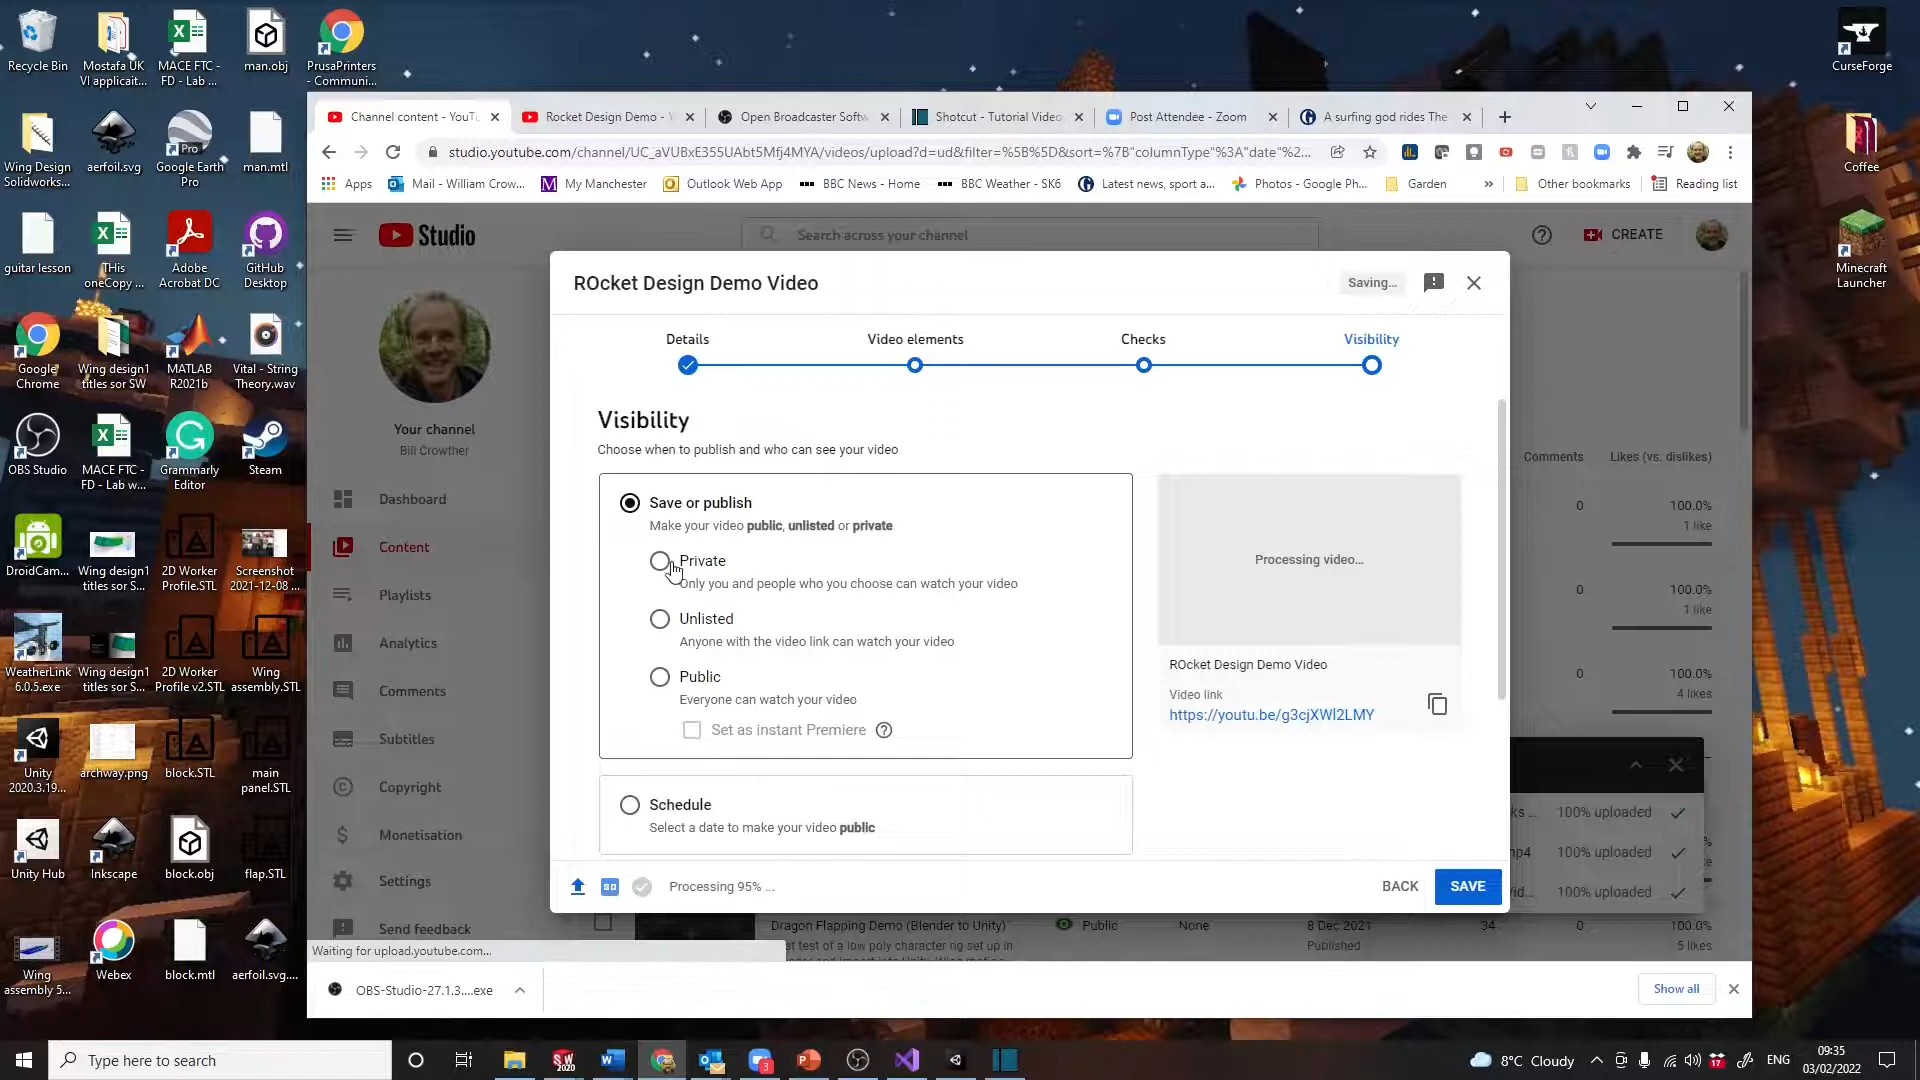 Recycle Bin
Mostafa UK
VI applicait...
MACE FTC -
FD - Lab ...
man.obj
PrusaPrinters
- Communi...
CurseForge
Channel content - YouTu
Rocket Design Demo - Y
Open Broadcaster Softw
Shotcut - Tutorial Video
Post Attendee - Zoom
A surfing god rides The
studio.youtube.com/channel/UC_aVUBxE355UAbt5Mfj4MYA/videos/upload?d=ud&filter=%5B%5D&sort=%7B"columnType"%3A"date"%2...
Apps
Mail - William Crow...
My Manchester
Outlook Web App
BBC News - Home
BBC Weather - SK6
Latest news, sport a...
Photos - Google Ph...
Garden
»
Other bookmarks
Reading list
Wing Design
Solidworks...
aerfoil.svg
Google Earth
Pro
man.mtl
Coffee
Studio
Search across your channel
CREATE
guitar lesson
THis
oneCopy ...
Adobe
Acrobat DC
GitHub
Desktop
Minecraft
Launcher
ROcket Design Demo Video
Saving...
Details
Video elements
Checks
Visibility
Google
Chrome
Wing design1
titles sor SW
MATLAB
R2021b
Vital - String
Theory.wav
Your channel
Bill Crowther
Visibility
Choose when to publish and who can see your video
Comments
Likes (vs. dislikes)
OBS Studio
MACE FTC -
FD - Lab w...
Grammarly
Editor
Steam
Dashboard
Content
Playlists
Analytics
Comments
Subtitles
Copyright
Monetisation
Settings
Send feedback
Save or publish
Make your video public, unlisted or private
Private
Only you and people who you choose can watch your video
Unlisted
Anyone with the video link can watch your video
Public
Everyone can watch your video
Set as instant Premiere
Schedule
Select a date to make your video public
Processing video...
ROcket Design Demo Video
Video link
https://youtu.be/g3cjXWl2LMY
0
100.0%
1 like
0
100.0%
1 like
0
100.0%
4 likes
DroidCam...
Wing design1
titles sor S...
2D Worker
Profile.STL
Screenshot
2021-12-08 ...
WeatherLink
6.0.5.exe
Wing design1
titles sor S...
2D Worker
Profile v2.STL
Wing
assembly.STL
Unity
2020.3.19...
archway.png
block.STL
main
panel.STL
ks ...
100% uploaded
mp4
100% uploaded
Vid...
100% uploaded
Unity Hub
Inkscape
block.obj
flap.STL
SD
Processing 95% ...
BACK
SAVE
Dragon Flapping Demo (Blender to Unity)
Public
None
8 Dec 2021
Published
34
0
100.0%
5 likes
Waiting for upload.youtube.com...
Wing
assembly 5...
Webex
block.mtl
aerfoil.svg....
OBS-Studio-27.1.3....exe
Show all
Type here to search
8°C Cloudy
ENG
09:35
03/02/2022